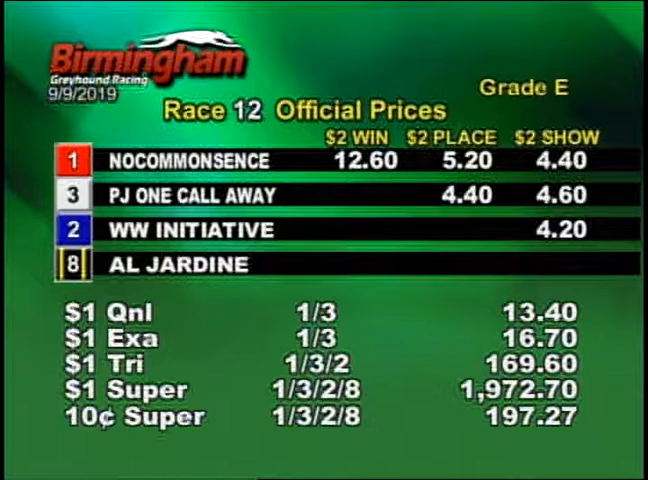 Birmingham
Greyhound Racing
9/9/2019
Grade E
Race 12 Official Prices
$2 WIN $2 PLACE $2 SHOW
1 NOCOMMONSENCE 12.60 5.20 4.40
3 PJ ONE CALL AWAY 4.40 4.60
2 WW INITIATIVE 4.20
8 AL JARDINE
$1 Qnl 1/3 13.40
$1 Exa 1/3 16.70
$1 Tri 1/3/2 169.60
$1 Super 1/3/2/8 1,972.70
10¢ Super 1/3/2/8 197.27